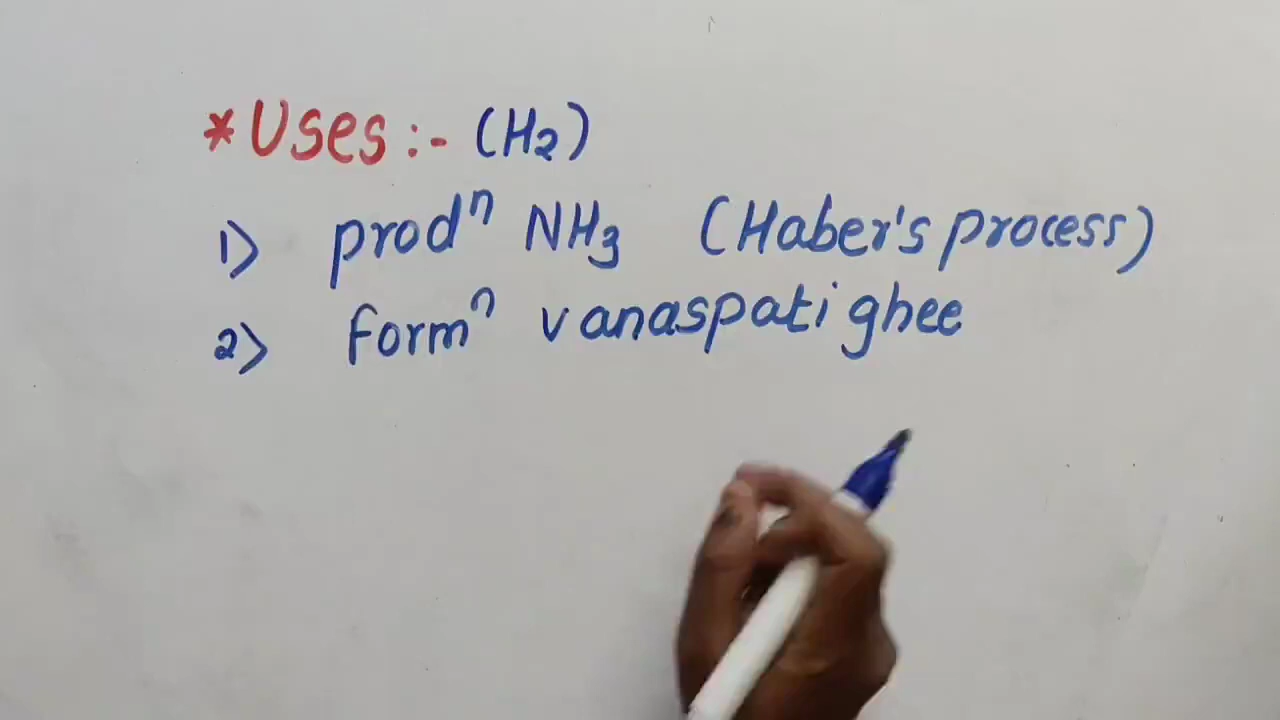 *Uses :- (H2)
1) prodⁿ NH3 (Haber's process)
2) formⁿ vanaspati ghee